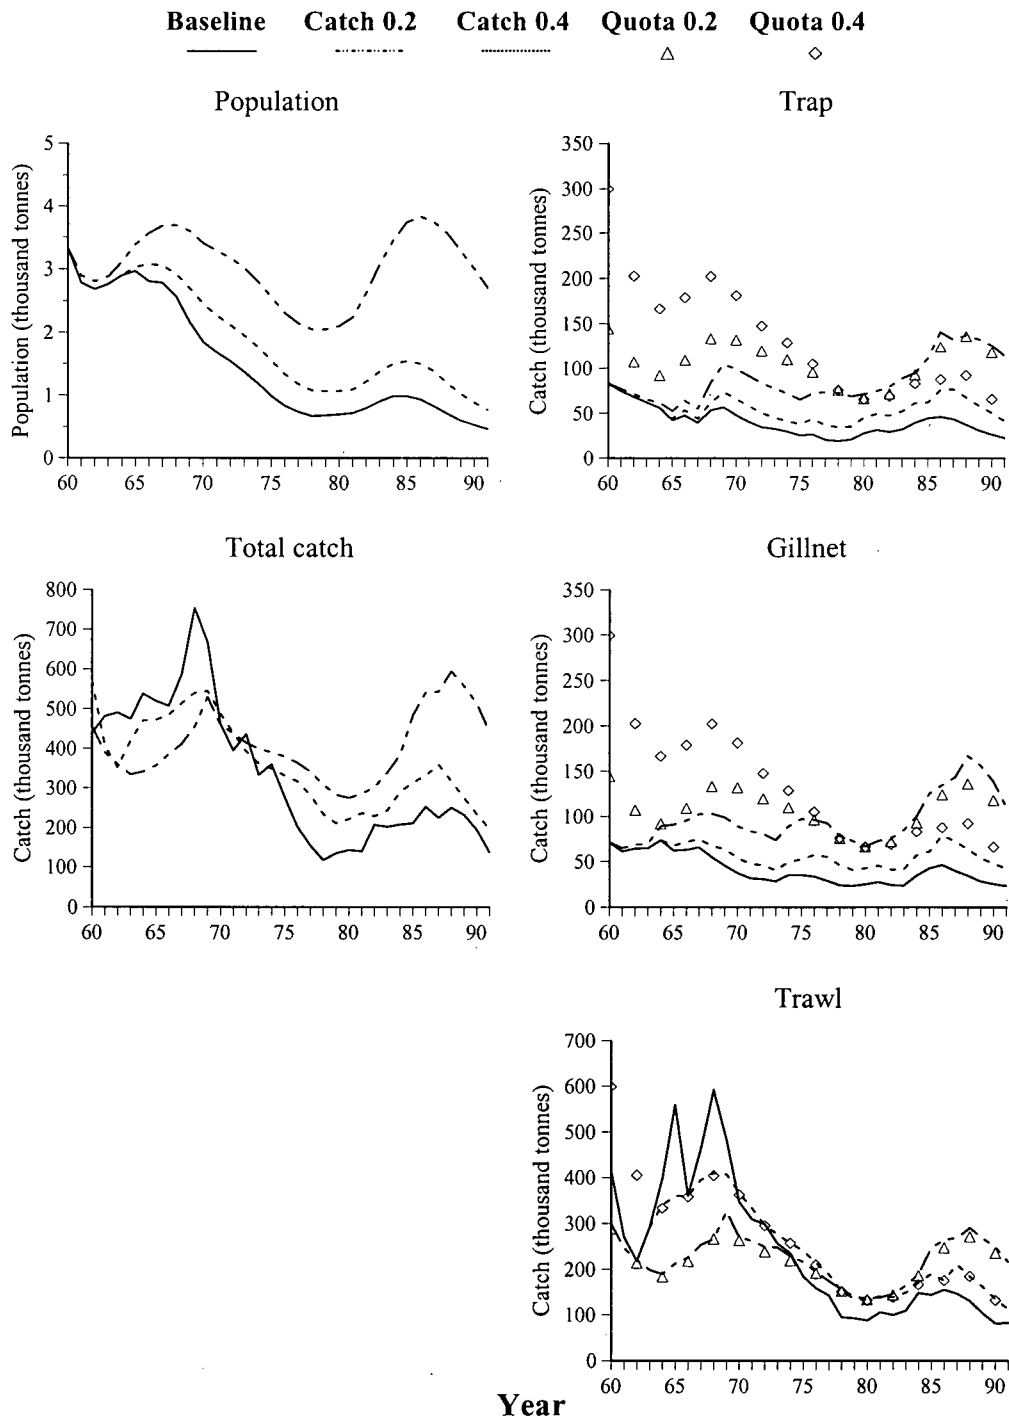 Baseline Catch 0.2 Catch 0.4 Quota 0.2 Quota 0.4
Population
Population (thousand tonnes)
5
4
3
2
1
0
60 65 70 75 80 85 90
Trap
Catch (thousand tonnes)
350
300
250
200
150
100
50
0
60 65 70 75 80 85 90
Total catch
Catch (thousand tonnes)
800
700
600
500
400
300
200
100
0
60 65 70 75 80 85 90
Gillnet
Catch (thousand tonnes)
350
300
250
200
150
100
50
0
60 65 70 75 80 85 90
Trawl
Catch (thousand tonnes)
700
600
500
400
300
200
100
0
60 65 70 75 80 85 90
Year